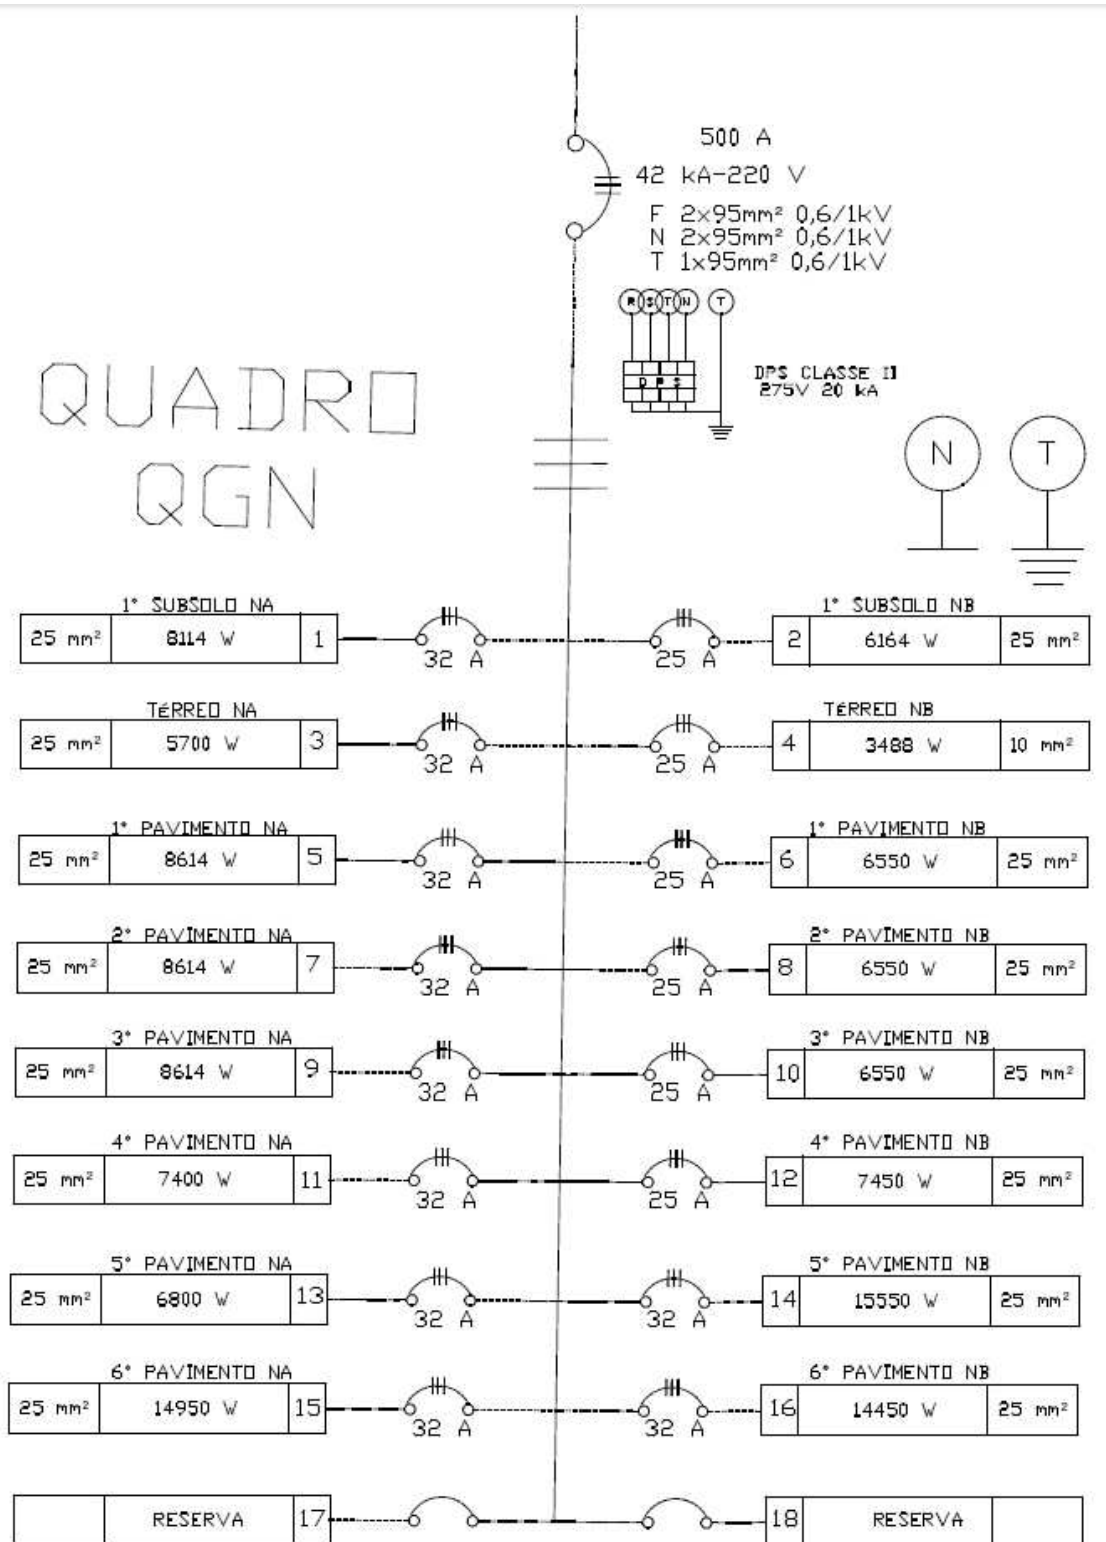 500 A
42 kA-220 V
F 2x95mm² 0,6/1kV
N 2x95mm² 0,6/1kV
T 1x95mm² 0,6/1kV
R S T N T
DPS
DPS CLASSE II
275V 20 kA
QUADRO
QGN
N T
1° SUBSOLO NA
25 mm² 8114 W 1
32 A
1° SUBSOLO NB
25 A
2 6164 W 25 mm²
TÉRREO NA
25 mm² 5700 W 3
32 A
TÉRREO NB
25 A
4 3488 W 10 mm²
1° PAVIMENTO NA
25 mm² 8614 W 5
32 A
1° PAVIMENTO NB
25 A
6 6550 W 25 mm²
2° PAVIMENTO NA
25 mm² 8614 W 7
32 A
2° PAVIMENTO NB
25 A
8 6550 W 25 mm²
3° PAVIMENTO NA
25 mm² 8614 W 9
32 A
3° PAVIMENTO NB
25 A
10 6550 W 25 mm²
4° PAVIMENTO NA
25 mm² 7400 W 11
32 A
4° PAVIMENTO NB
25 A
12 7450 W 25 mm²
5° PAVIMENTO NA
25 mm² 6800 W 13
32 A
5° PAVIMENTO NB
32 A
14 15550 W 25 mm²
6° PAVIMENTO NA
25 mm² 14950 W 15
32 A
6° PAVIMENTO NB
32 A
16 14450 W 25 mm²
RESERVA 17
18 RESERVA